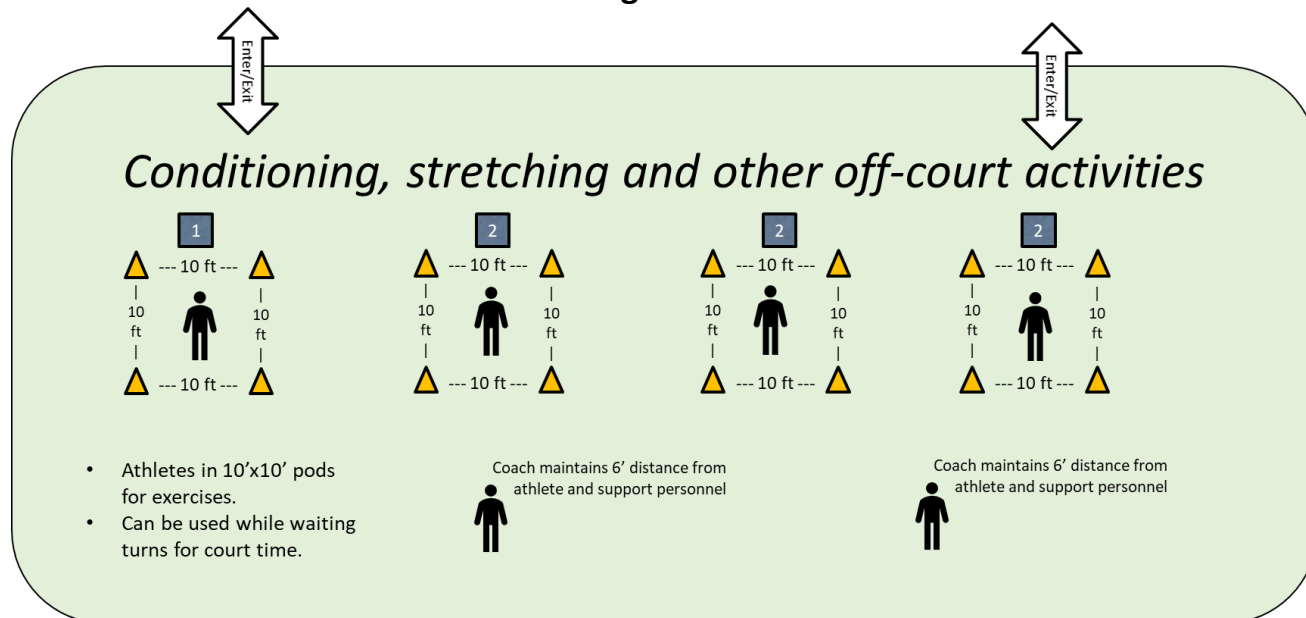 Enter/Exit
Enter/Exit
Conditioning, stretching and other off-court activities
1
2
2
2
--- 10 ft ---
--- 10 ft ---
--- 10 ft ---
--- 10 ft ---
10 ft
10 ft
10 ft
10 ft
10 ft
10 ft
10 ft
10 ft
--- 10 ft ---
--- 10 ft ---
--- 10 ft ---
--- 10 ft ---
• Athletes in 10'x10' pods
for exercises.
• Can be used while waiting
turns for court time.
Coach maintains 6' distance from
athlete and support personnel
Coach maintains 6' distance from
athlete and support personnel